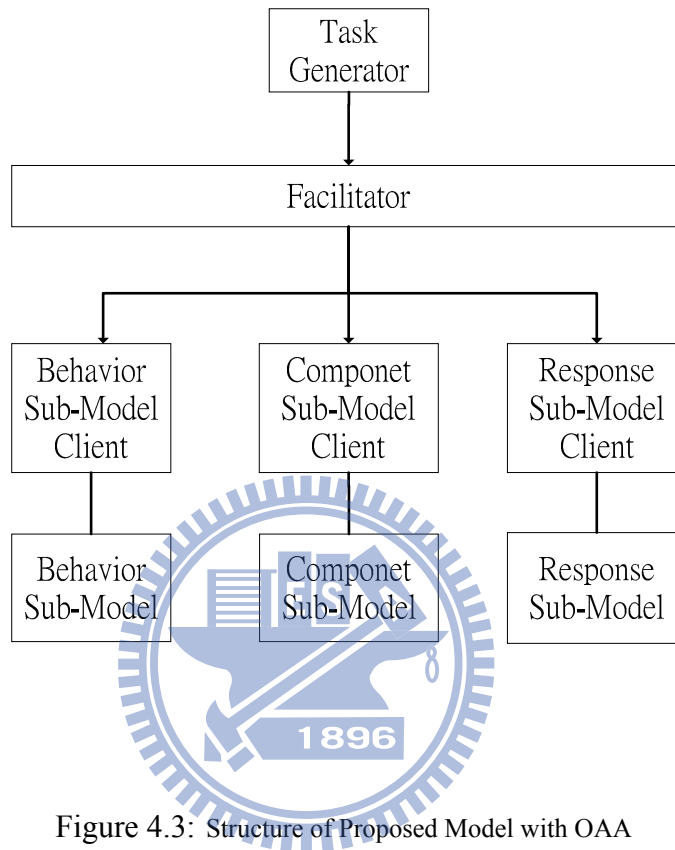 Task
Generator
Facilitator
Behavior
Sub-Model
Client
Componet
Sub-Model
Client
Response
Sub-Model
Client
Behavior
Sub-Model
Componet
Sub-Model
Response
Sub-Model
ES
1896
Figure 4.3: Structure of Proposed Model with OAA